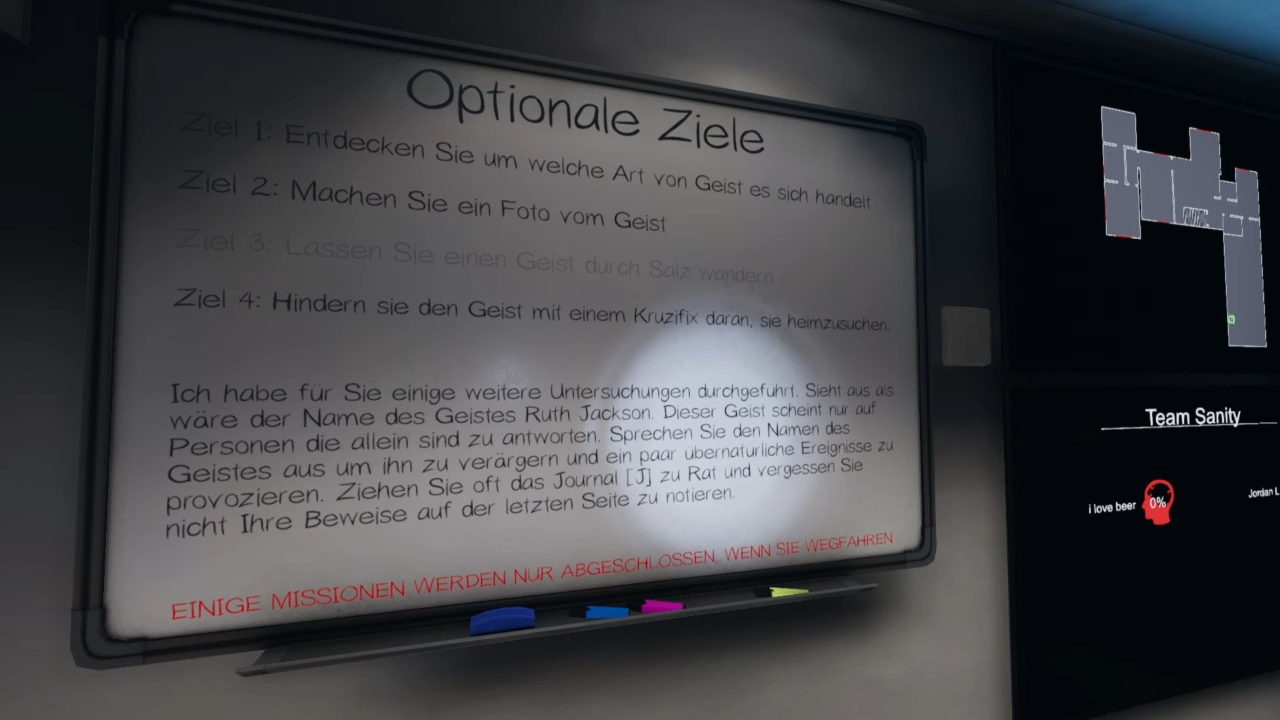 Optionale Ziele
Ziel 1: Entdecken Sie um welche Art von Geist es sich handelt
Ziel 2: Machen Sie ein Foto vom Geist
Ziel 3: Lassen Sie einen Geist durch Salz wandern.
Ziel 4: Hindern sie den Geist mit einem Kruzifix daran, sie heimzusuchen.
Ich habe für Sie einige weitere Untersuchungen durchgeführt. Sieht aus als
wäre der Name des Geistes Ruth Jackson. Dieser Geist scheint nur auf
Personen die allein sind zu antworten. Sprechen Sie den Namen des
Geistes aus um ihn zu verärgern und ein paar übernatürliche Ereignisse zu
provozieren. Ziehen Sie oft das Journal [J] zu Rat und vergessen Sie
nicht Ihre Beweise auf der letzten Seite zu notieren.
EINIGE MISSIONEN WERDEN NUR ABGESCHLOSSEN, WENN SIE WEGFAHREN
Team Sanity
i love beer 0%
Jordan L